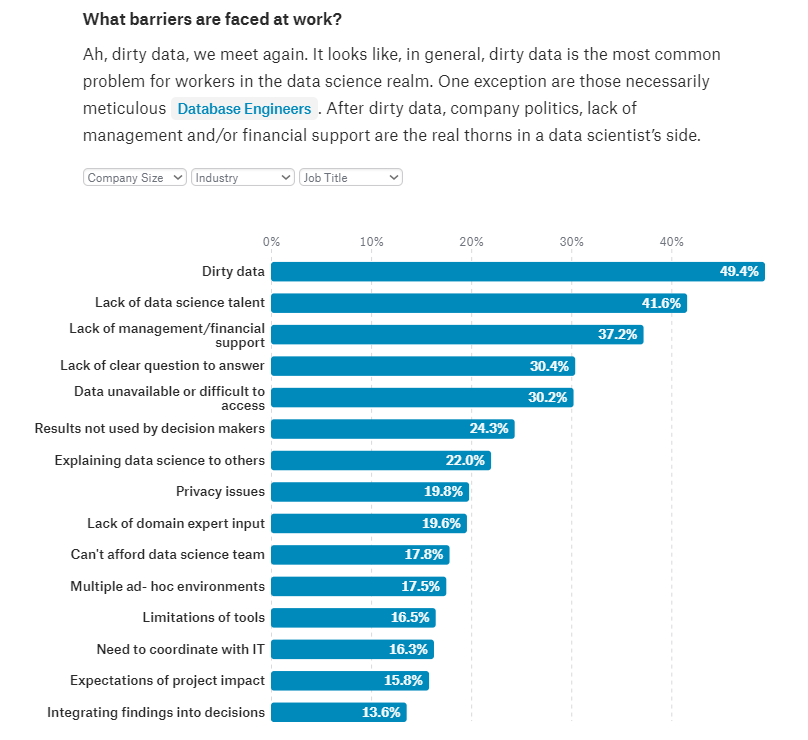 What barriers are faced at work?
Ah, dirty data, we meet again. It looks like, in general, dirty data is the most common
problem for workers in the data science realm. One exception are those necessarily
meticulous Database Engineers . After dirty data, company politics, lack of
management and/or financial support are the real thorns in a data scientist’s side.
Company Size Industry Job Title
0% 10% 20% 30% 40%
Dirty data 49.4%
Lack of data science talent 41.6%
Lack of management/financial
support 37.2%
Lack of clear question to answer 30.4%
Data unavailable or difficult to
access 30.2%
Results not used by decision makers 24.3%
Explaining data science to others 22.0%
Privacy issues 19.8%
Lack of domain expert input 19.6%
Can't afford data science team 17.8%
Multiple ad- hoc environments 17.5%
Limitations of tools 16.5%
Need to coordinate with IT 16.3%
Expectations of project impact 15.8%
Integrating findings into decisions 13.6%